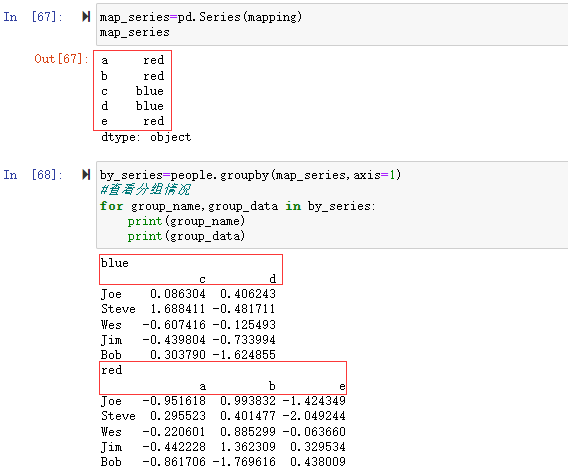 In [67]: map_series=pd.Series(mapping)
map_series
Out[67]: a red
b red
c blue
d blue
e red
dtype: object
In [68]: by_series=people.groupby(map_series,axis=1)
#查看分组情况
for group_name,group_data in by_series:
print(group_name)
print(group_data)
blue
c d
Joe 0.086304 0.406243
Steve 1.688411 -0.481711
Wes -0.607416 -0.125493
Jim -0.439804 -0.733994
Bob 0.303790 -1.624855
red
a b e
Joe -0.951618 0.993832 -1.424349
Steve 0.295523 0.401477 -2.049244
Wes -0.220601 0.885299 -0.063660
Jim -0.442228 1.362309 0.329534
Bob -0.861706 -1.769616 0.438009